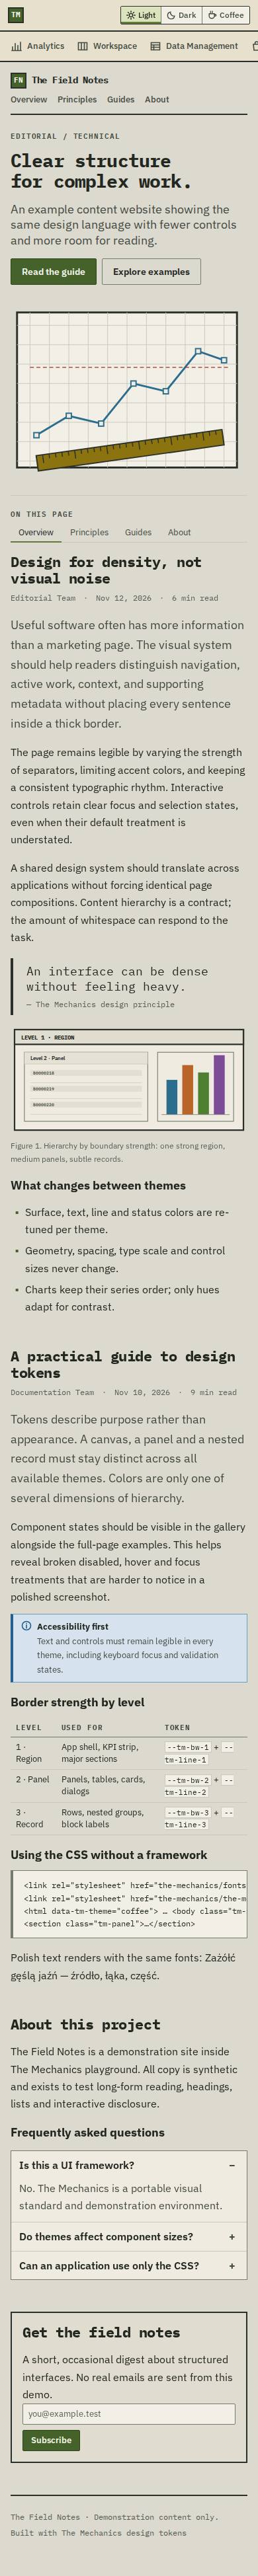 TM
Light Dark Coffee
Analytics Workspace Data Management
FN The Field Notes
Overview Principles Guides About
EDITORIAL / TECHNICAL
Clear structure
for complex work.
An example content website showing the
same design language with fewer controls
and more room for reading.
Read the guide Explore examples
ON THIS PAGE
Overview Principles Guides About
Design for density, not
visual noise
Editorial Team · Nov 12, 2026 · 6 min read
Useful software often has more information
than a marketing page. The visual system
should help readers distinguish navigation,
active work, context, and supporting
metadata without placing every sentence
inside a thick border.
The page remains legible by varying the strength
of separators, limiting accent colors, and keeping
a consistent typographic rhythm. Interactive
controls retain clear focus and selection states,
even when their default treatment is
understated.
A shared design system should translate across
applications without forcing identical page
compositions. Content hierarchy is a contract;
the amount of whitespace can respond to the
task.
An interface can be dense
without feeling heavy.
— The Mechanics design principle
LEVEL 1 · REGION
Level 2 · Panel
Figure 1. Hierarchy by boundary strength: one strong region,
medium panels, subtle records.
What changes between themes
▪ Surface, text, line and status colors are re-
tuned per theme.
▪ Geometry, spacing, type scale and control
sizes never change.
▪ Charts keep their series order; only hues
adapt for contrast.
A practical guide to design
tokens
Documentation Team · Nov 10, 2026 · 9 min read
Tokens describe purpose rather than
appearance. A canvas, a panel and a nested
record must stay distinct across all
available themes. Colors are only one of
several dimensions of hierarchy.
Component states should be visible in the gallery
alongside the full-page examples. This helps
reveal broken disabled, hover and focus
treatments that are harder to notice in a
polished screenshot.
Accessibility first
Text and controls must remain legible in every
theme, including keyboard focus and validation
states.
Border strength by level
LEVEL USED FOR TOKEN
1 · Region App shell, KPI strip, major sections --tm-bw-1 + --tm-line-1
2 · Panel Panels, tables, cards, dialogs --tm-bw-2 + --tm-line-2
3 · Record Rows, nested groups, block labels --tm-bw-3 + --tm-line-3
Using the CSS without a framework
<link rel="stylesheet" href="the-mechanics/fonts
<link rel="stylesheet" href="the-mechanics/the-m
<html data-tm-theme="coffee"> … <body class="tm-
<section class="tm-panel">…</section>
Polish text renders with the same fonts: Zażółć
gęślą jaźń — źródło, łąka, część.
About this project
The Field Notes is a demonstration site inside
The Mechanics Playground. All copy is synthetic
and exists to test long-form reading, headings,
lists and interactive disclosure.
Frequently asked questions
Is this a UI framework? −
No. The Mechanics is a portable visual
standard and demonstration environment.
Do themes affect component sizes? +
Can an application use only the CSS? +
Get the field notes
A short, occasional digest about structured
interfaces. No real emails are sent from this
demo.
you@example.test
Subscribe
The Field Notes · Demonstration content only.
Built with The Mechanics design tokens